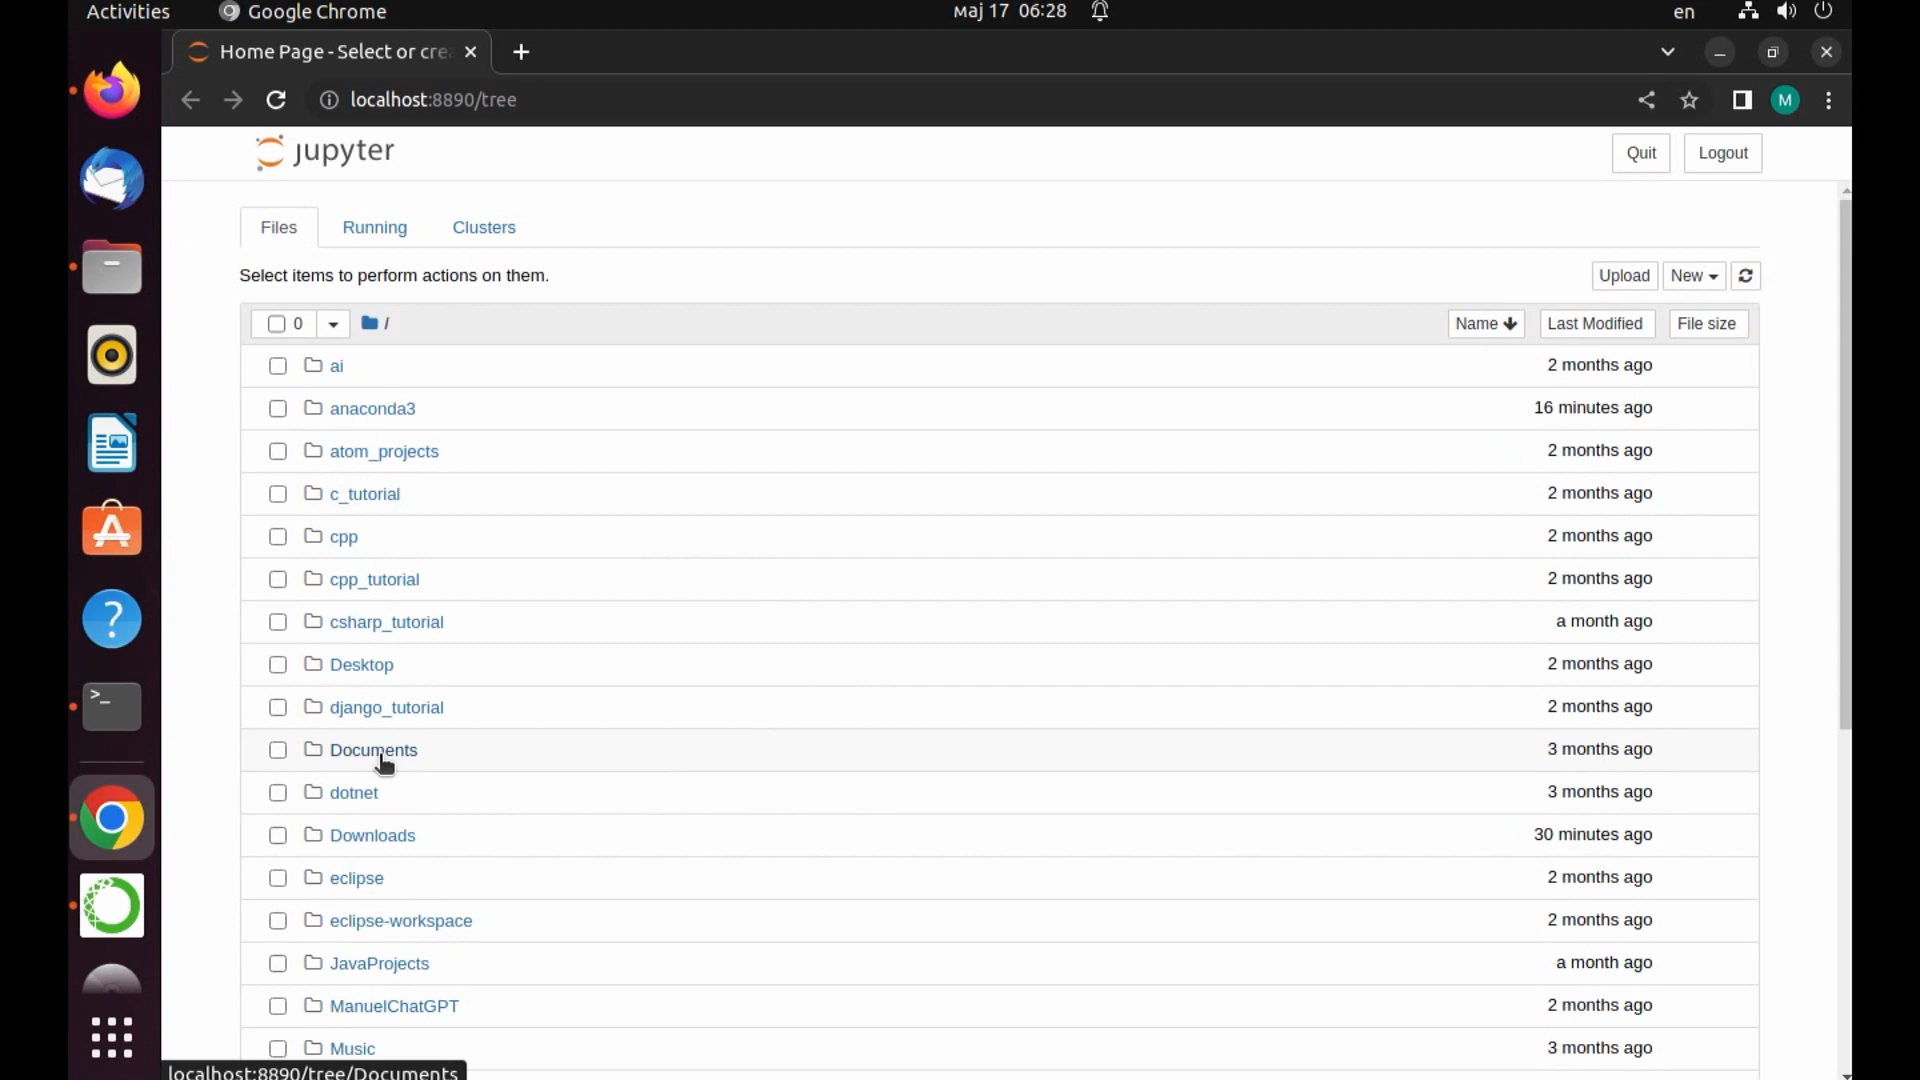 Activities Google Chrome мај 17 06:28 en
Home Page - Select or cre
localhost:8890/tree M
jupyter Quit Logout
Files Running Clusters
Select items to perform actions on them. Upload New
0 / Name Last Modified File size
ai 2 months ago
anaconda3 16 minutes ago
atom_projects 2 months ago
c_tutorial 2 months ago
cpp 2 months ago
cpp_tutorial 2 months ago
csharp_tutorial a month ago
Desktop 2 months ago
django_tutorial 2 months ago
Documents 3 months ago
dotnet 3 months ago
Downloads 30 minutes ago
eclipse 2 months ago
eclipse-workspace 2 months ago
JavaProjects a month ago
ManuelChatGPT 2 months ago
Music 3 months ago
localhost:8890/tree/Documents